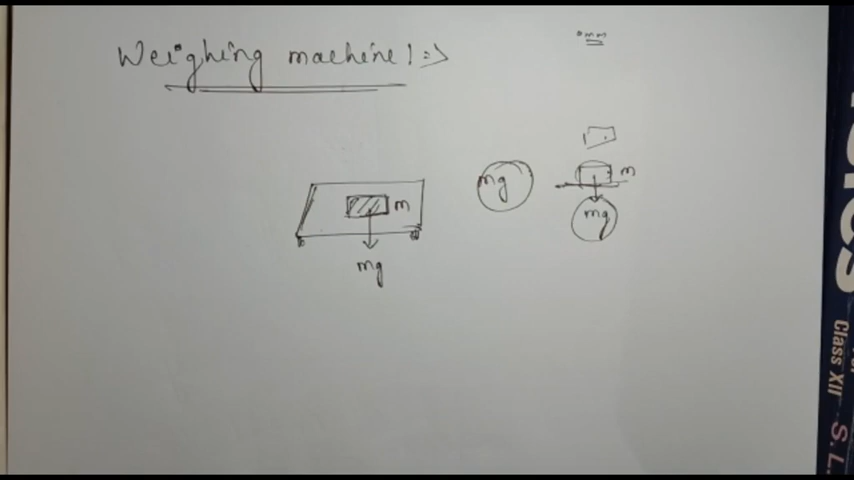 Weighing machine :⇒
m
mg
mg
m
mg
Class XII
S. L.